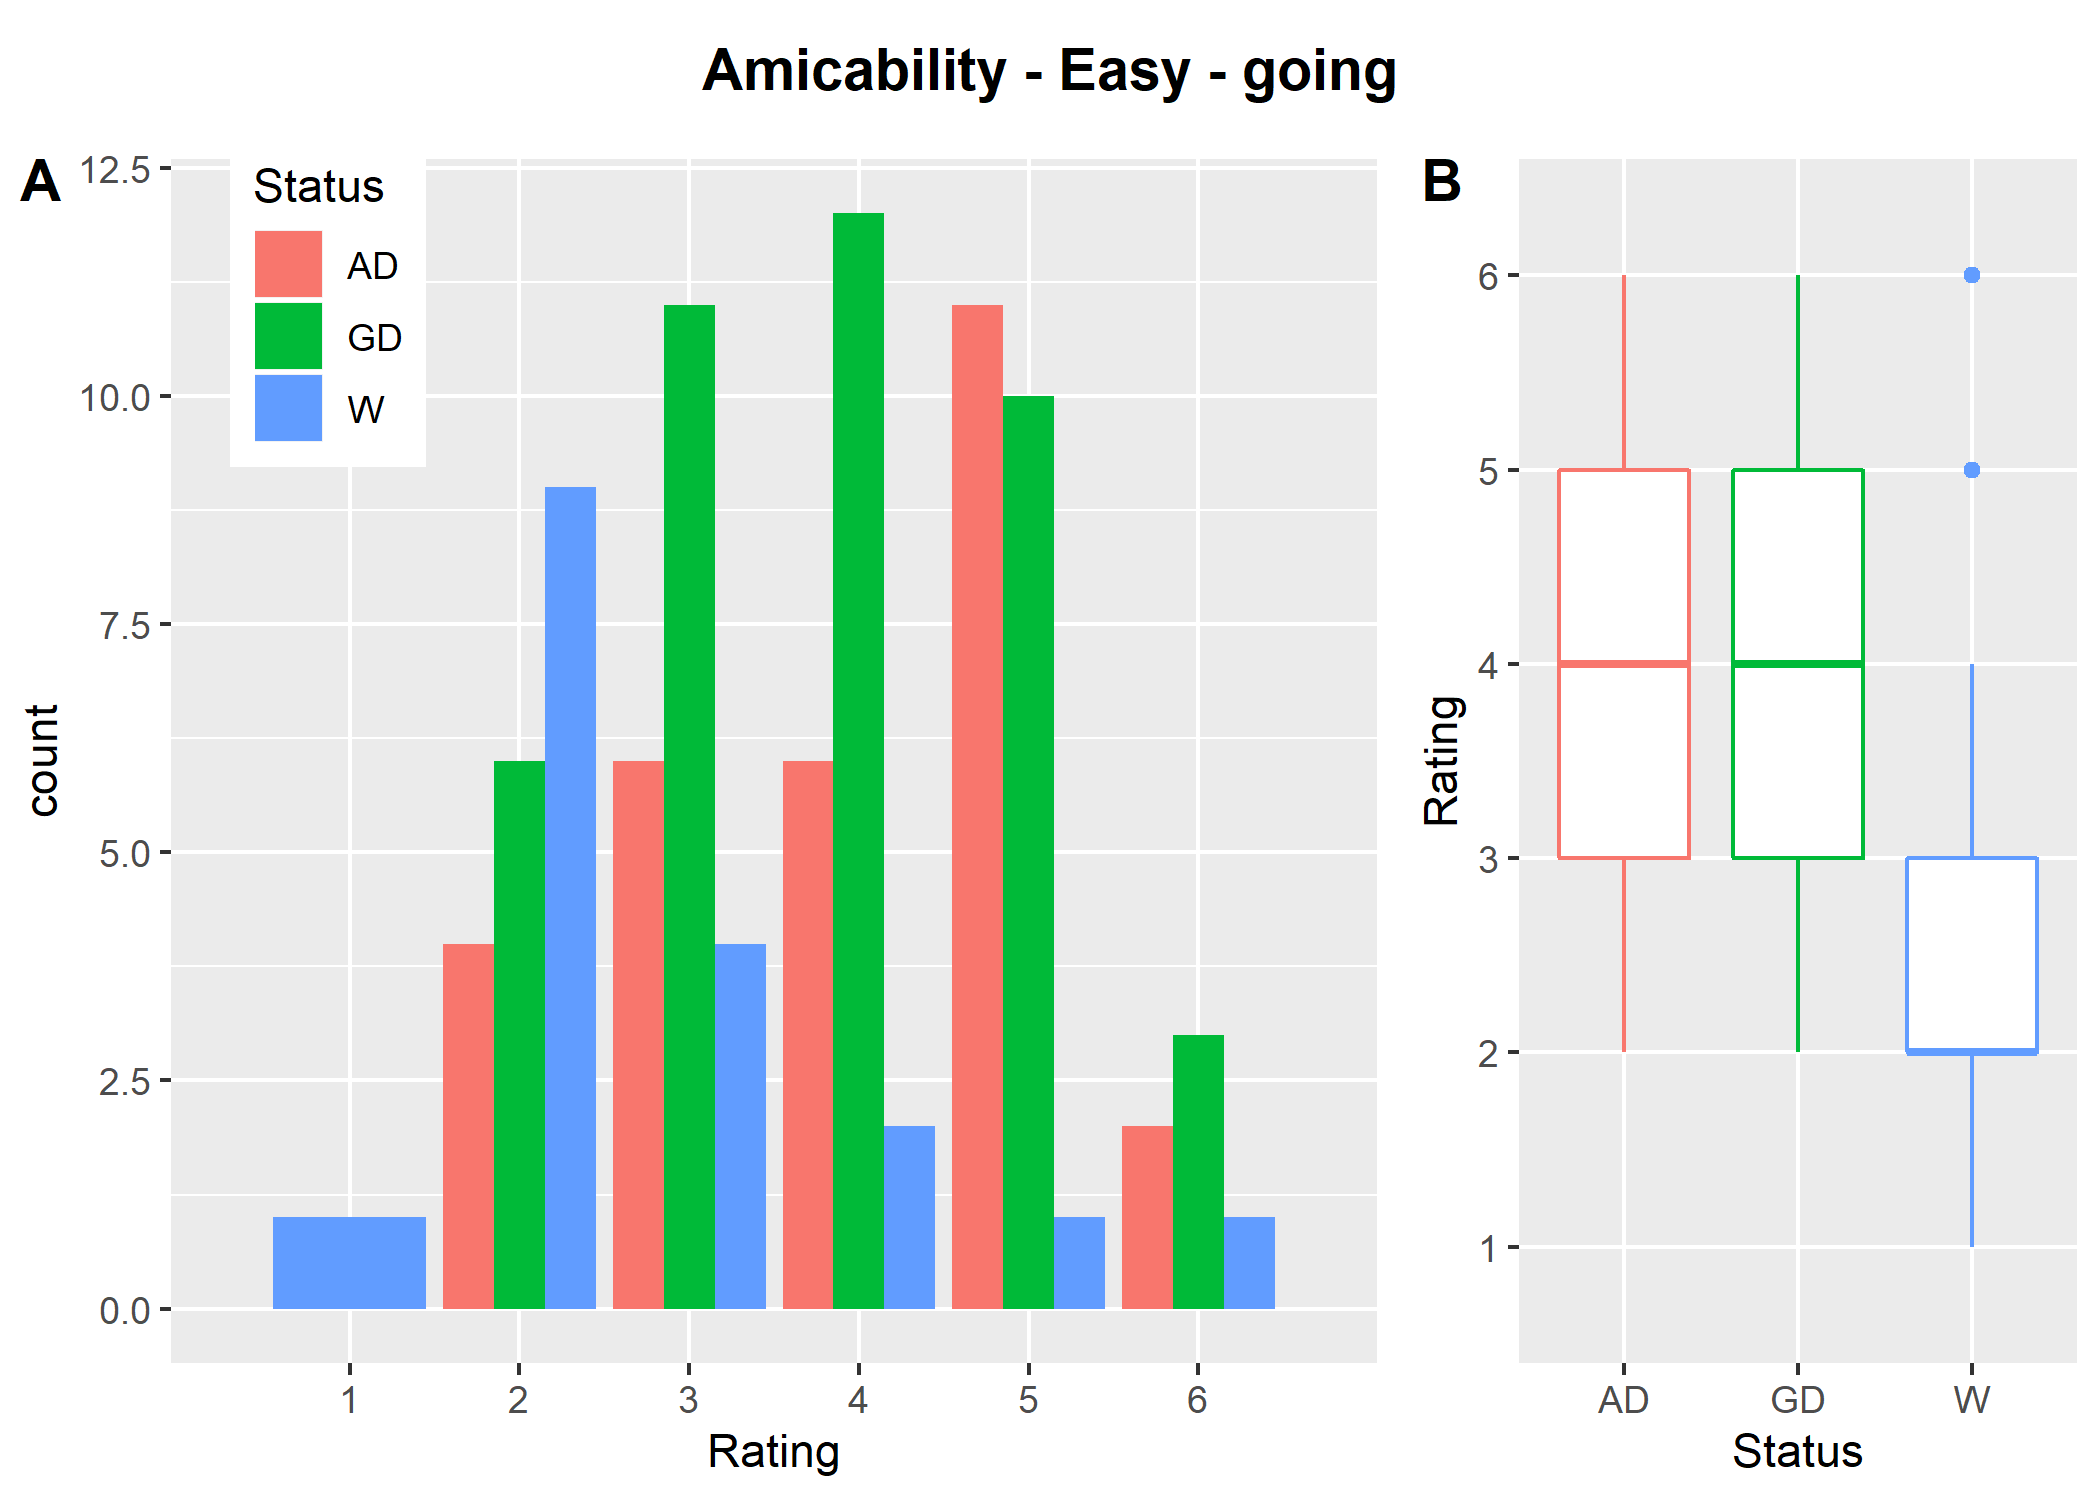 Amicability - Easy - going
A
Status
AD
GD
W
12.5
10.0
7.5
5.0
2.5
0.0
count
1 2 3 4 5 6
Rating
B
6
5
4
3
2
1
Rating
AD GD W
Status